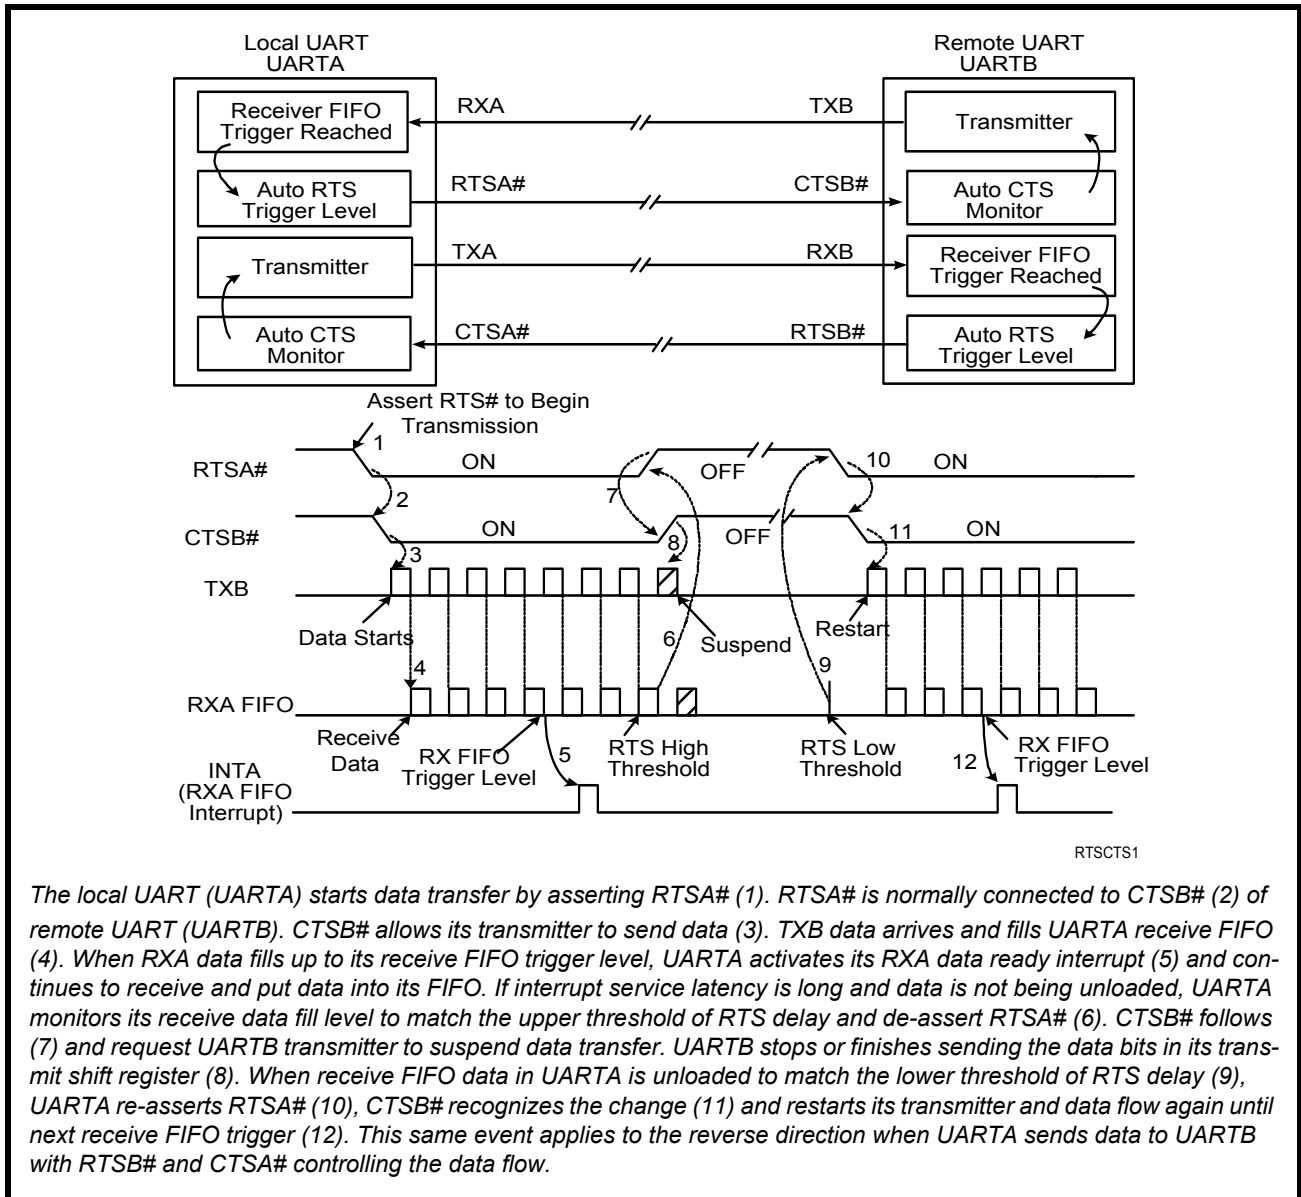 Local UART
UARTA
Remote UART
UARTB
Receiver FIFO
Trigger Reached
RXA
TXB
Transmitter
Auto RTS
Trigger Level
RTSA#
CTSB#
Auto CTS
Monitor
Transmitter
TXA
RXB
Receiver FIFO
Trigger Reached
Auto CTS
Monitor
CTSA#
RTSB#
Auto RTS
Trigger Level
Assert RTS# to Begin
Transmission
RTSA#
1
ON
OFF
10
ON
2
7
CTSB#
ON
OFF
11
ON
3
8
TXB
Data Starts
Suspend
Restart
4
6
9
RXA FIFO
Receive
Data
RX FIFO
Trigger Level
5
RTS High
Threshold
RTS Low
Threshold
12
RX FIFO
Trigger Level
INTA
(RXA FIFO
Interrupt)
RTSCTS1
The local UART (UARTA) starts data transfer by asserting RTSA# (1). RTSA# is normally connected to CTSB# (2) of
remote UART (UARTB). CTSB# allows its transmitter to send data (3). TXB data arrives and fills UARTA receive FIFO
(4). When RXA data fills up to its receive FIFO trigger level, UARTA activates its RXA data ready interrupt (5) and con-
tinues to receive and put data into its FIFO. If interrupt service latency is long and data is not being unloaded, UARTA
monitors its receive data fill level to match the upper threshold of RTS delay and de-assert RTSA# (6). CTSB# follows
(7) and request UARTB transmitter to suspend data transfer. UARTB stops or finishes sending the data bits in its trans-
mit shift register (8). When receive FIFO data in UARTA is unloaded to match the lower threshold of RTS delay (9),
UARTA re-asserts RTSA# (10), CTSB# recognizes the change (11) and restarts its transmitter and data flow again until
next receive FIFO trigger (12). This same event applies to the reverse direction when UARTA sends data to UARTB
with RTSB# and CTSA# controlling the data flow.